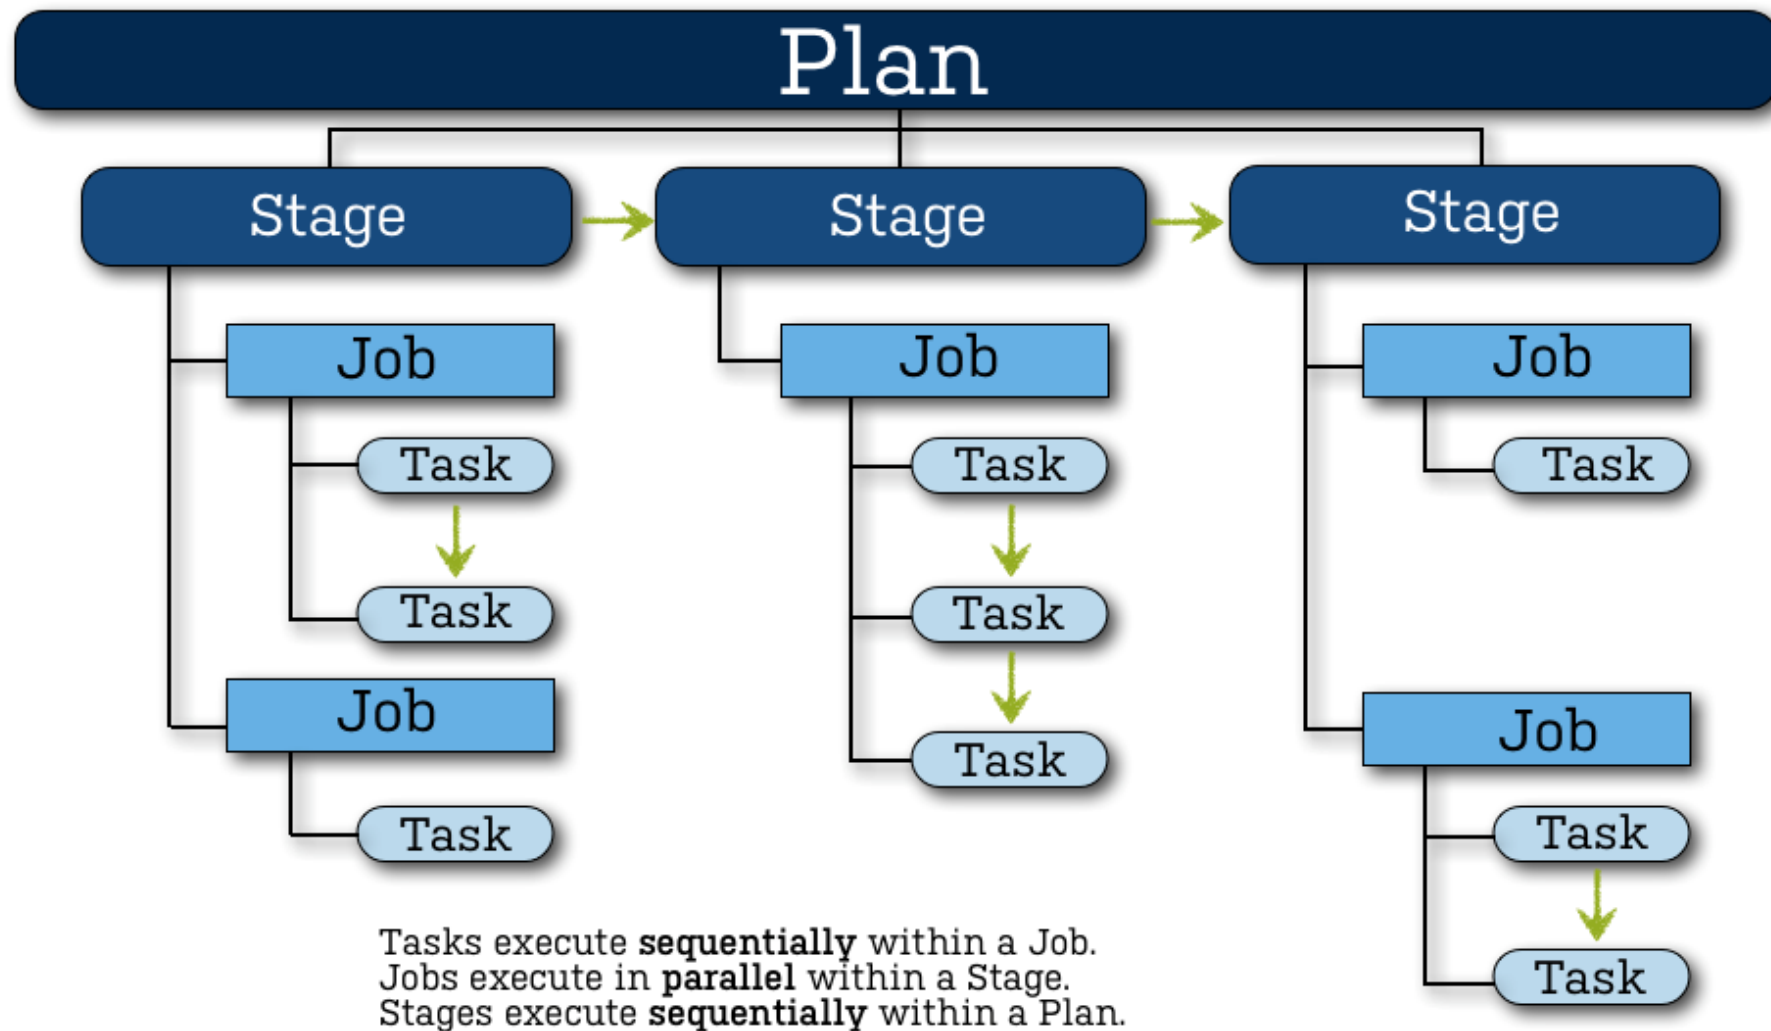 Plan
Stage
Stage
Stage
Job
Task
Task
Job
Task
Job
Task
Task
Task
Job
Task
Job
Task
Task
Tasks execute sequentially within a Job.
Jobs execute in parallel within a Stage.
Stages execute sequentially within a Plan.